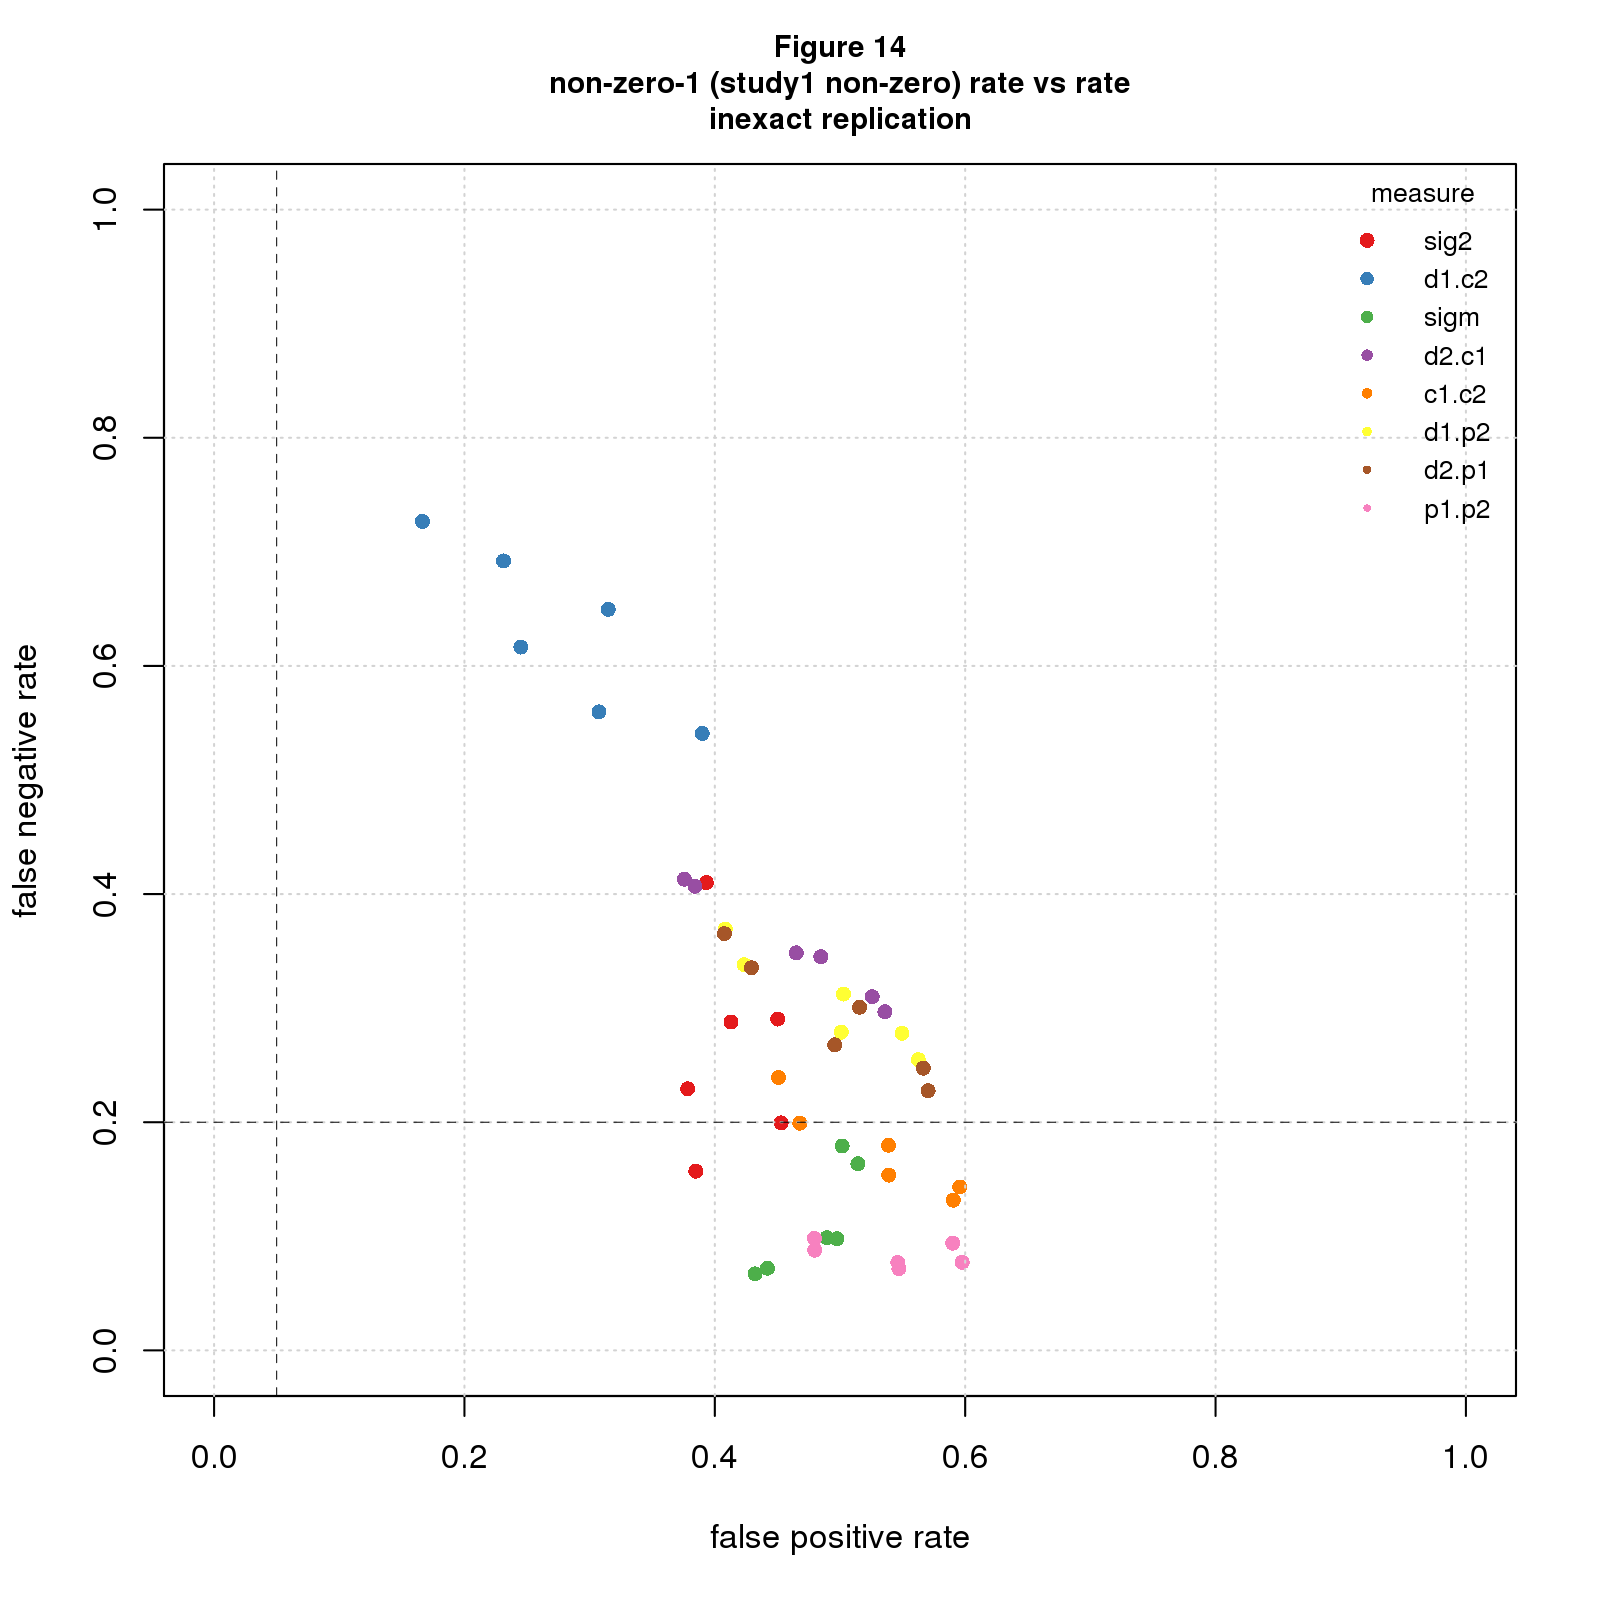 Figure 14
non-zero-1 (study1 non-zero) rate vs rate
inexact replication
measure
sig2
d1.c2
sigm
d2.c1
c1.c2
d1.p2
d2.p1
p1.p2
false negative rate
1.0
0.8
0.6
0.4
0.2
0.0
0.0 0.2 0.4 0.6 0.8 1.0
false positive rate